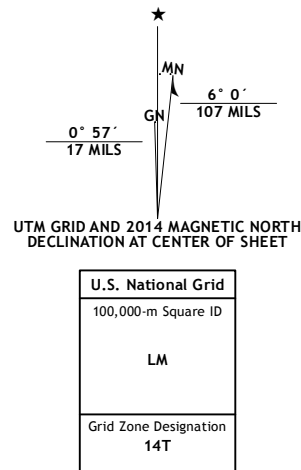 ★
MN
6° 0´
107 MILS
GN
0° 57´
17 MILS
UTM GRID AND 2014 MAGNETIC NORTH
DECLINATION AT CENTER OF SHEET
U.S. National Grid
100,000-m Square ID
LM
Grid Zone Designation
14T